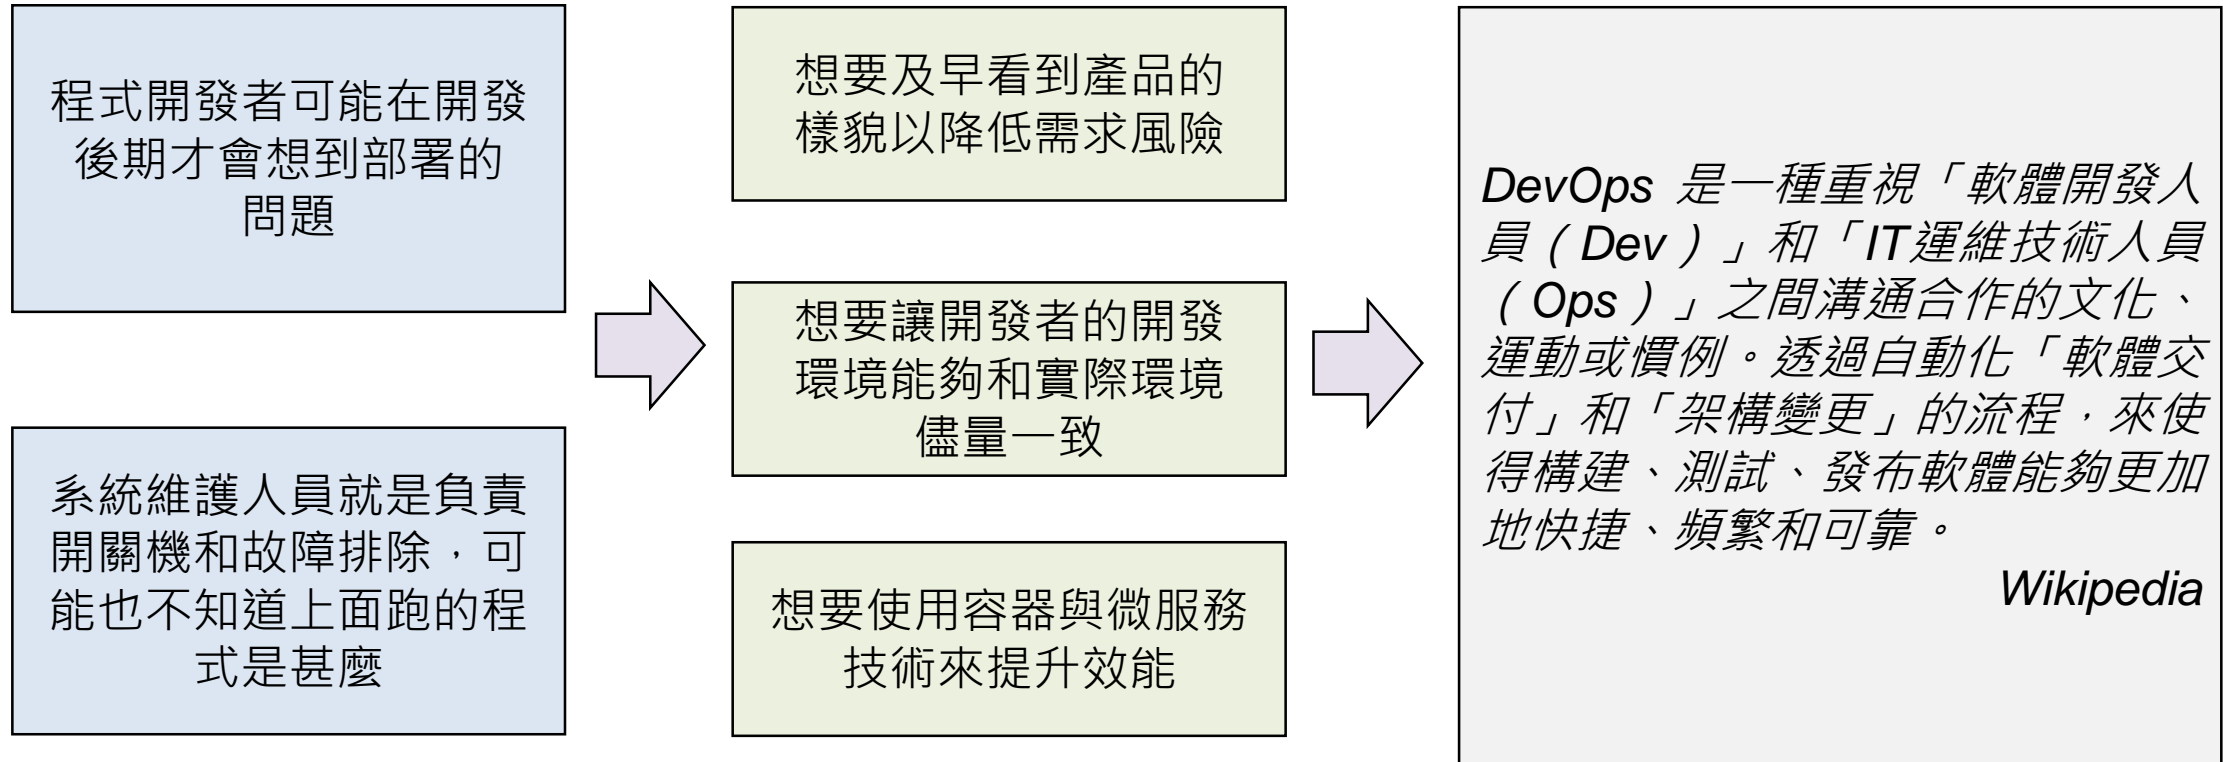 程式開發者可能在開發
後期才會想到部署的
問題
系統維護人員就是負責
開關機和故障排除，可
能也不知道上面跑的程
式是甚麼
想要及早看到產品的
樣貌以降低需求風險
想要讓開發者的開發
環境能夠和實際環境
儘量一致
想要使用容器與微服務
技術來提升效能
DevOps 是一種重視「軟體開發人
員（Dev）」和「IT運維技術人員
（Ops）」之間溝通合作的文化、
運動或慣例。透過自動化「軟體交
付」和「架構變更」的流程，來使
得構建、測試、發布軟體能夠更加
地快捷、頻繁和可靠。
Wikipedia